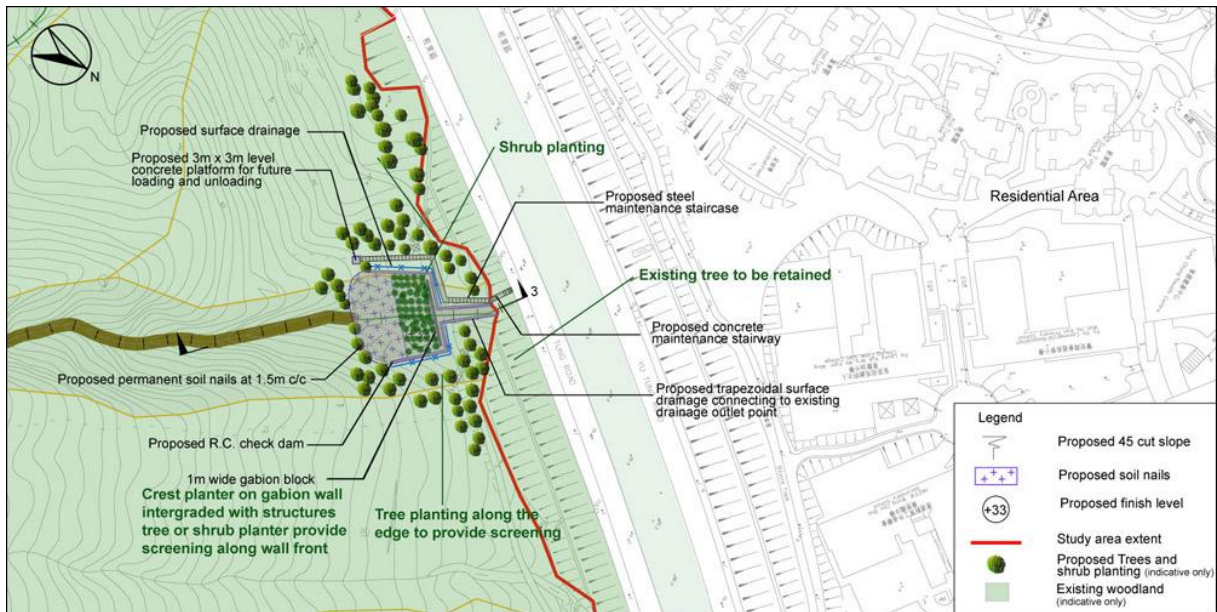 N
Proposed surface drainage
Proposed 3m x 3m level
concrete platform for future
loading and unloading
Shrub planting
Proposed steel
maintenance staircase
Existing tree to be retained
3
Proposed concrete
maintenance stairway
Proposed permanent soil nails at 1.5m c/c
Proposed trapezoidal surface
drainage connecting to existing
drainage outlet point
Proposed R.C. check dam
1m wide gabion block
Crest planter on gabion wall
intergraded with structures
tree or shrub planter provide
screening along wall front
Tree planting along the
edge to provide screening
Residential Area
YU TUNG
TUNG ROAD
Legend
Proposed 45 cut slope
Proposed soil nails
+33
Proposed finish level
Study area extent
Proposed Trees and
shrub planting (indicative only)
Existing woodland
(indicative only)